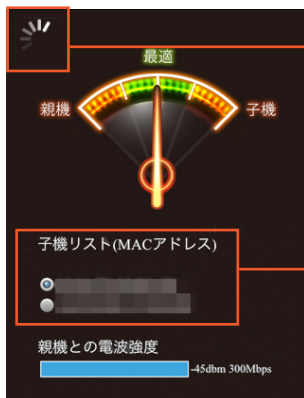 最適
親機
子機
子機リスト(MACアドレス)
親機との電波強度
-45dbm 300Mbps